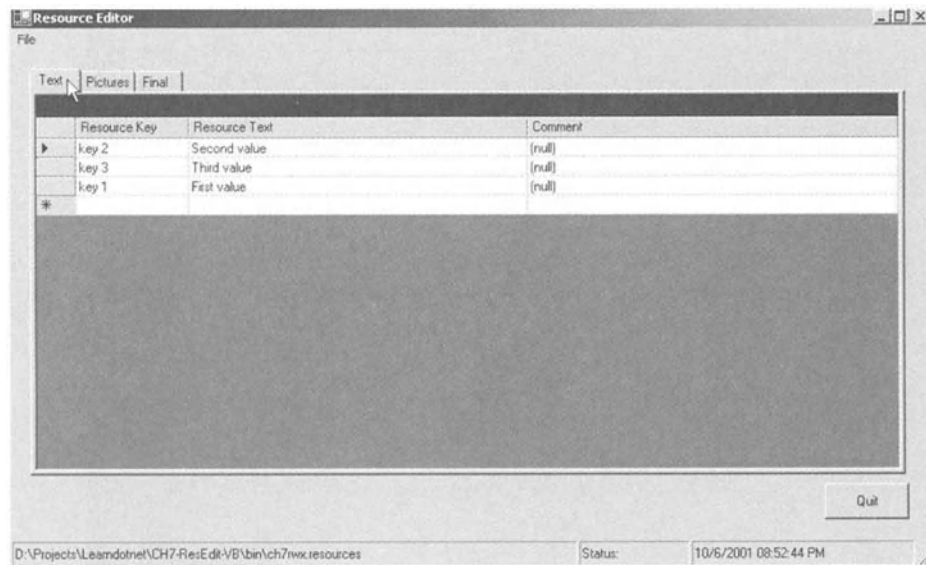 Resource Editor
File
Text Pictures Final
Resource Key Resource Text Comment
key 2 Second value (null)
key 3 Third value (null)
key 1 First value (null)
Quit
D:\Projects\Learndotnet\CH7-ResEdit-VB\bin\ch7rwx.resources Status: 10/6/2001 08:52:44 PM